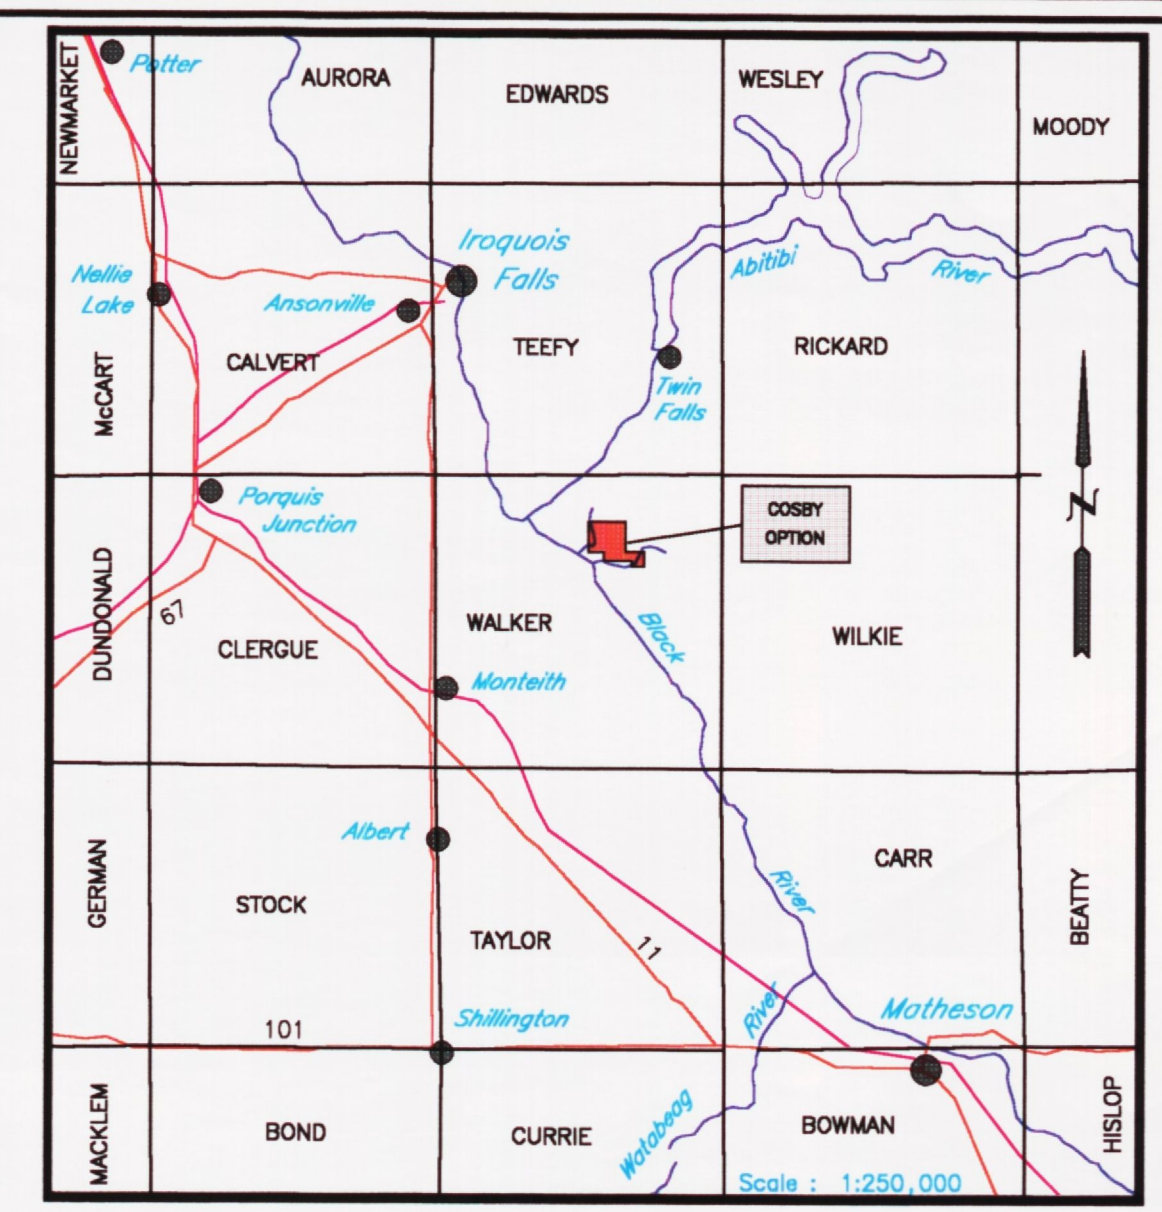 Potter
NEWMARKET
AURORA
EDWARDS
WESLEY
MOODY
Iroquois
Falls
Nellie
Lake
Ansonville
Abitibi
River
McCART
CALVERT
TEEFY
RICKARD
Twin
Falls
Porquis
Junction
COSBY
OPTION
N
DUNDONALD
67
CLERGUE
WALKER
Black
WILKIE
Monteith
Albert
GERMAN
STOCK
TAYLOR
11
River
CARR
BEATTY
101
Shillington
River
Matheson
MACKLEM
BOND
CURRIE
Watabeag
BOWMAN
HISLOP
Scale : 1:250,000